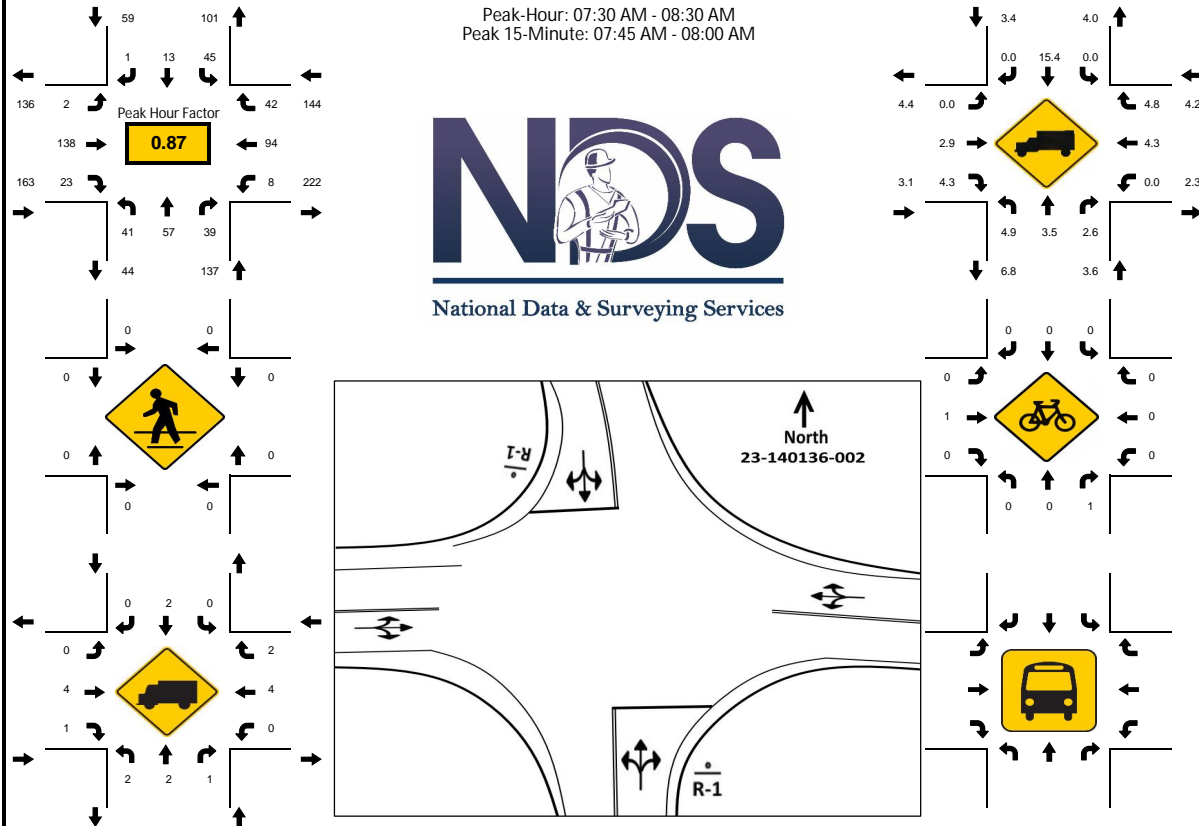 Peak-Hour: 07:30 AM - 08:30 AM
Peak 15-Minute: 07:45 AM - 08:00 AM
59 101
1 13 45
136 2 42 144
Peak Hour Factor
138 0.87 94
163 23 8 222
41 57 39
44 137
3.4 4.0
0.0 15.4 0.0
4.4 0.0 4.8 4.2
2.9 4.3
3.1 4.3 0.0 2.3
4.9 3.5 2.6
6.8 3.6
NDS
National Data & Surveying Services
0 0
0 0
0 0
0 0
0 0 0
0 0
1 0
0 0
0 0 1
North
23-140136-002
R-1
R-1
0 2 0
0 2
4 4
1 0
2 2 1